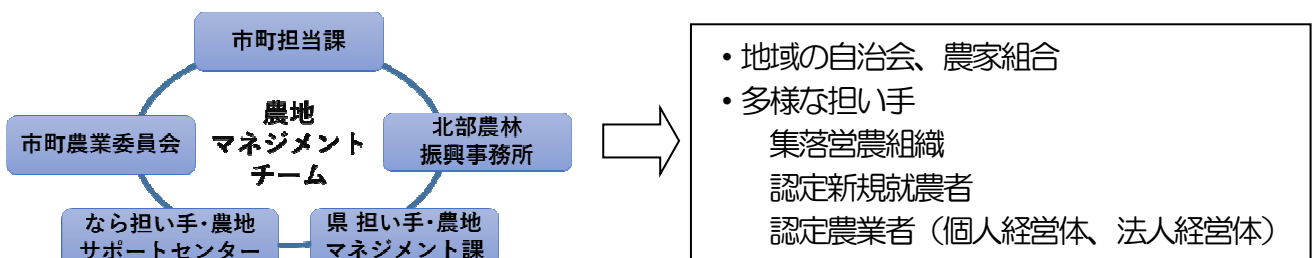 市町担当課
農地
マネジメント
チーム
市町農業委員会
北部農林
振興事務所
なら担い手・農地
サポートセンター
県 担い手・農地
マネジメント課
・地域の自治会、農家組合
・多様な担い手
集落営農組織
認定新規就農者
認定農業者（個人経営体、法人経営体）